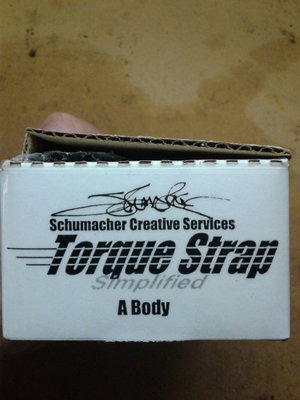 Schumacher Creative Services
Torque Strap
Simplified
A Body